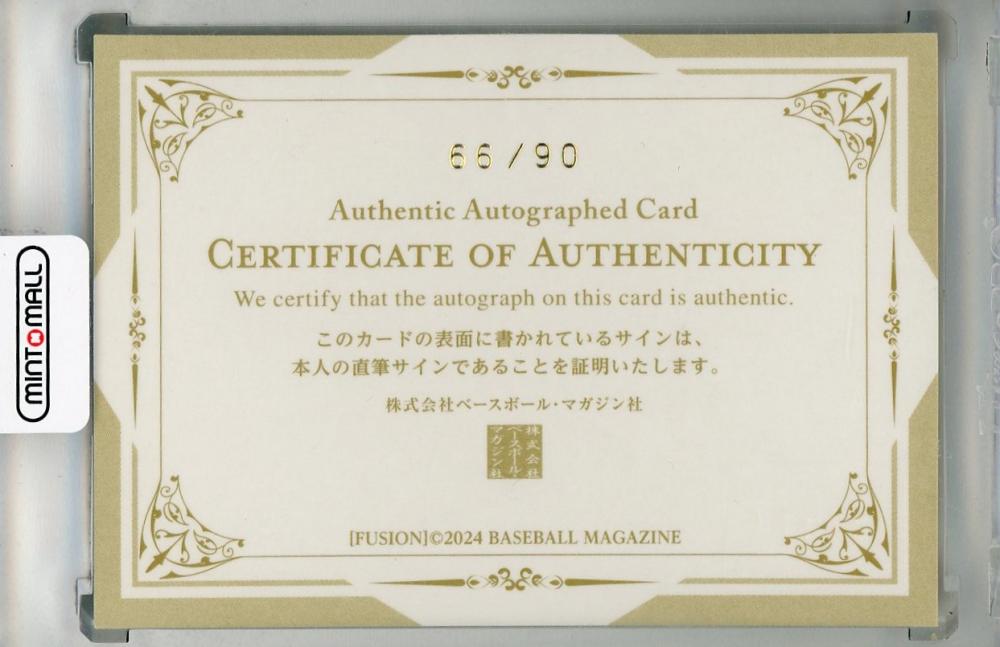 66/90
Authentic Autographed Card
CERTIFICATE OF AUTHENTICITY
We certify that the autograph on this card is authentic.
このカードの表面に書かれているサインは、
本人の直筆サインであることを証明いたします。
株式会社ベースボール・マガジン社
株式会社
ベースボール・
マガジン社
[FUSION]©2024 BASEBALL MAGAZINE
MINTOMALL